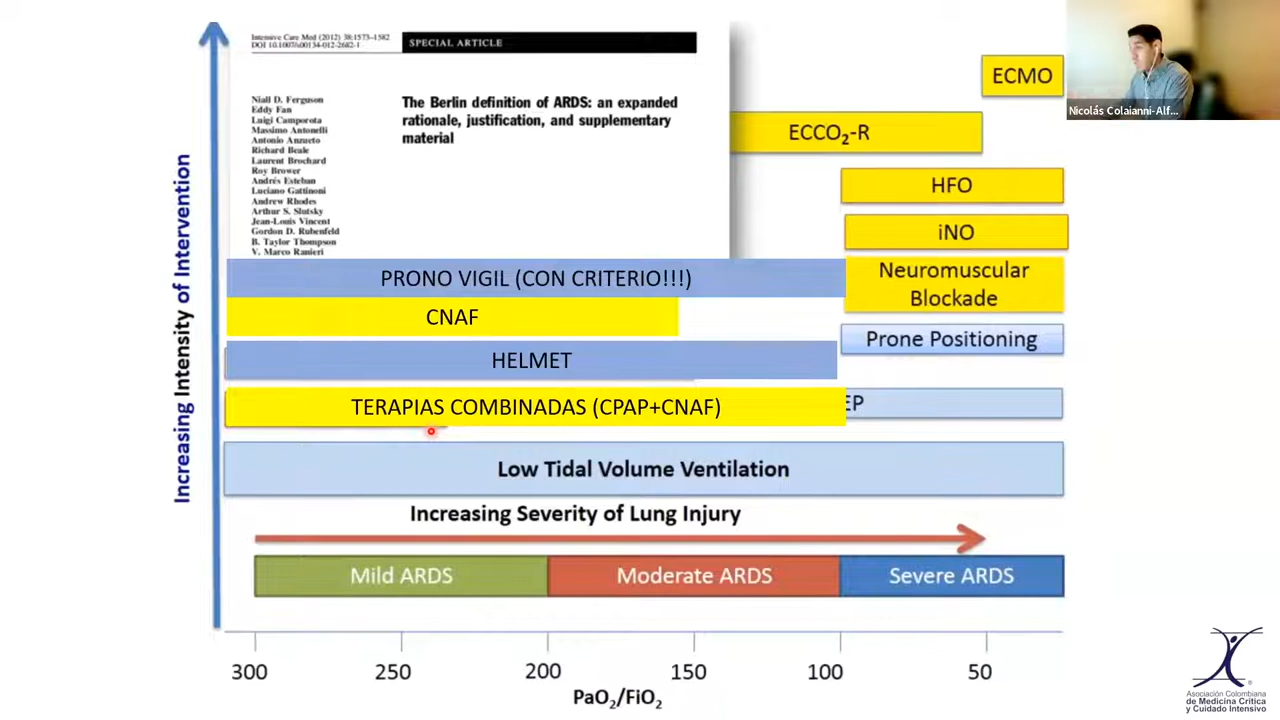 Intensive Care Med (2012) 38:1573–1582
DOI 10.1007/s00134-012-2682-1
SPECIAL ARTICLE
Niall D. Ferguson
Eddy Fan
Luigi Camporota
Massimo Antonelli
Antonio Anzueto
Richard Beale
Laurent Brochard
Roy Brower
Andrés Esteban
Luciano Gattinoni
Andrew Rhodes
Arthur S. Slutsky
Jean-Louis Vincent
Gordon D. Rubenfeld
B. Taylor Thompson
V. Marco Ranieri
The Berlin definition of ARDS: an expanded
rationale, justification, and supplementary
material
ECMO
Nicolás Colaianni-Alf...
ECCO₂-R
HFO
iNO
Increasing Intensity of Intervention
PRONO VIGIL (CON CRITERIO!!!)
Neuromuscular
Blockade
CNAF
Prone Positioning
HELMET
TERAPIAS COMBINADAS (CPAP+CNAF)
EP
Low Tidal Volume Ventilation
Increasing Severity of Lung Injury
Mild ARDS
Moderate ARDS
Severe ARDS
300
250
200
150
100
50
PaO₂/FiO₂
Asociación Colombiana
de Medicina Crítica
y Cuidado Intensivo